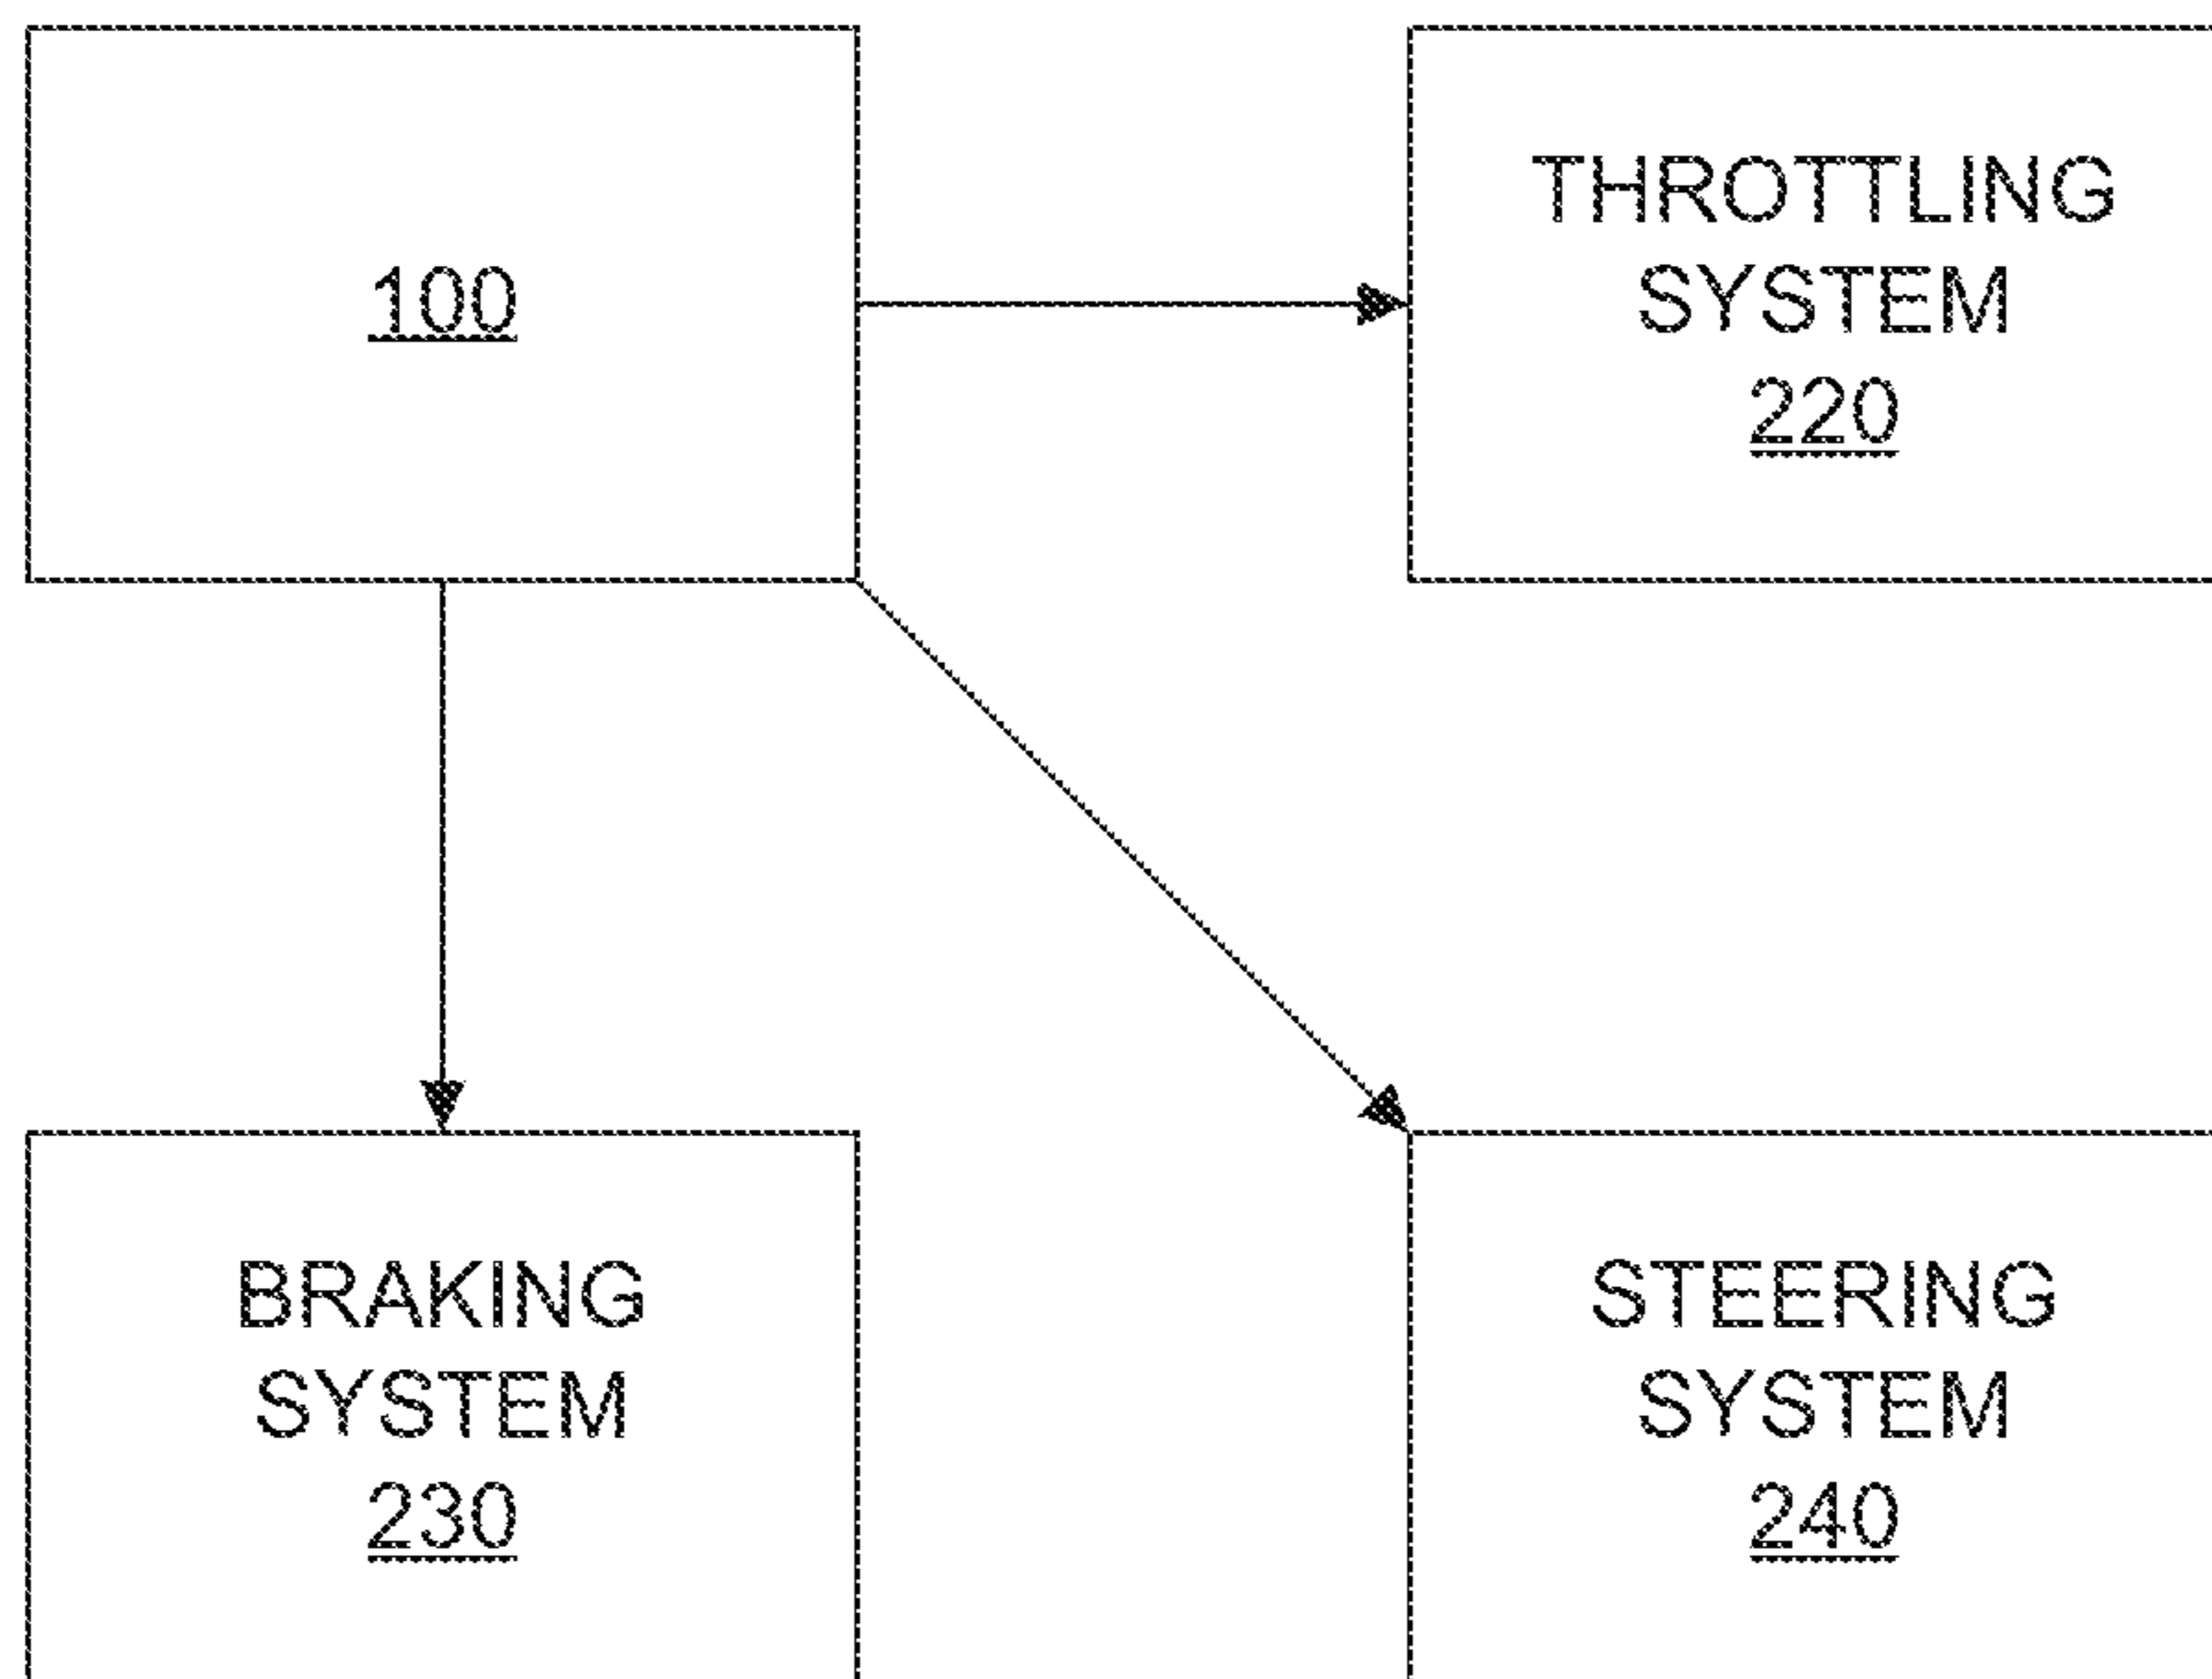 100
THROTTLING
SYSTEM
220
BRAKING
SYSTEM
230
STEERING
SYSTEM
240